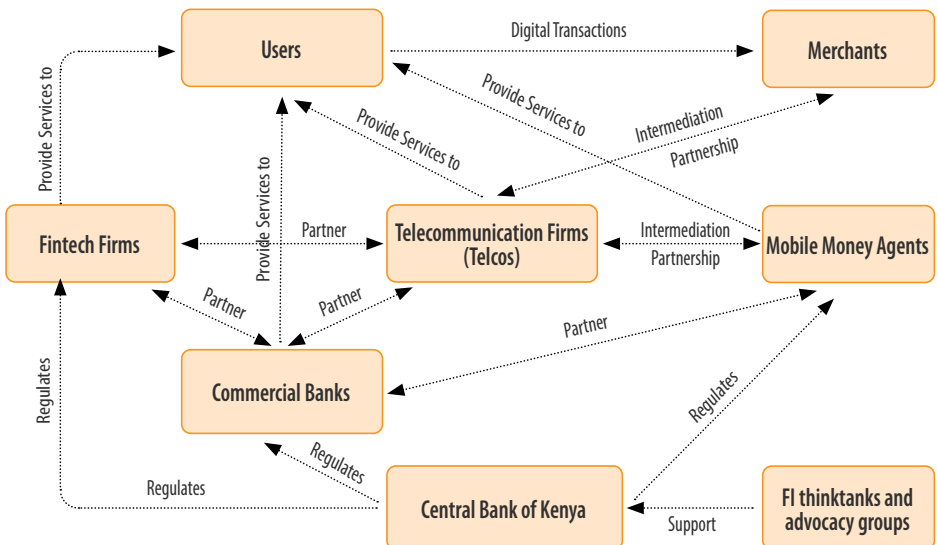 Digital Transactions
Users
Merchants
Provide Services to
Provide Services to
Provide Services to
Intermediation
Partnership
Provide Services to
Fintech Firms
Partner
Telecommunication Firms
(Telcos)
Intermediation
Partnership
Mobile Money Agents
Partner
Partner
Partner
Commercial Banks
Regulates
Regulates
Regulates
Regulates
Central Bank of Kenya
Support
FI thinktanks and
advocacy groups